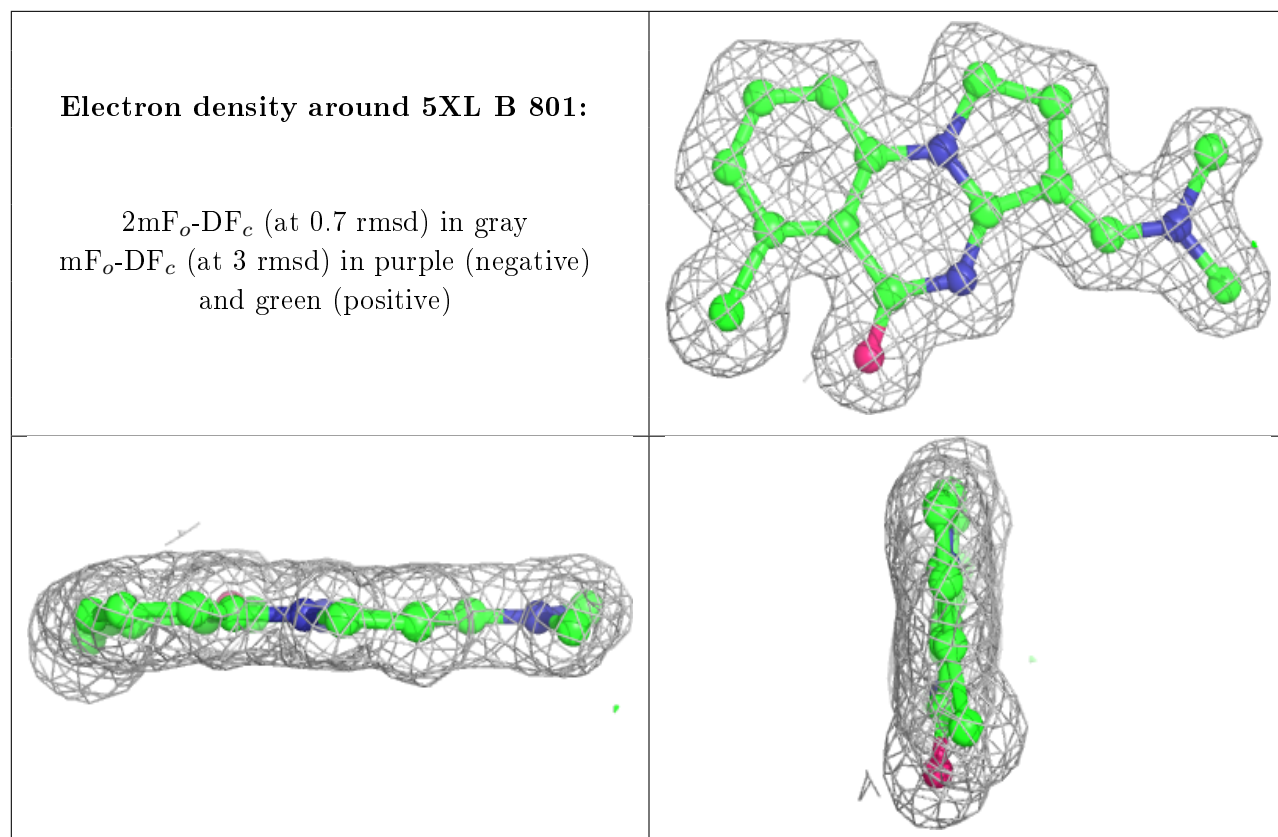 Electron density around 5XL B 801:
2mFo-DFc (at 0.7 rmsd) in gray
mFo-DFc (at 3 rmsd) in purple (negative)
and green (positive)